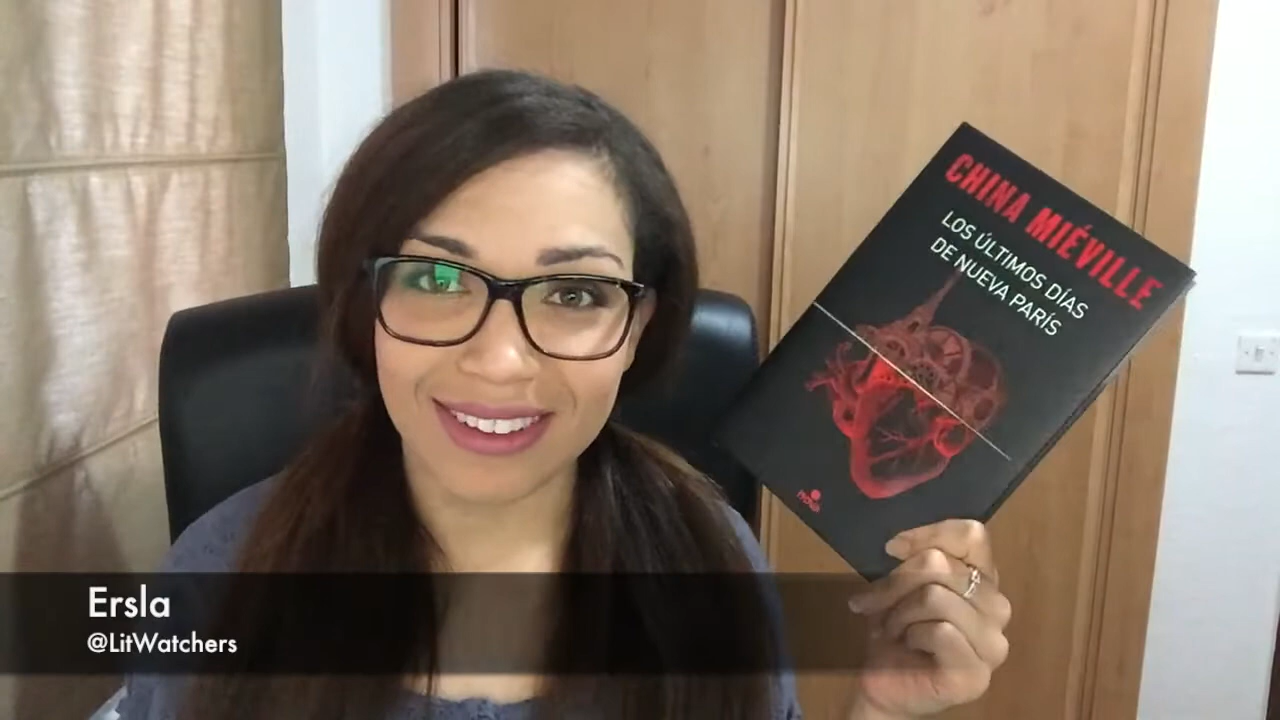 CHINA MIÉVILLE
LOS ÚLTIMOS DÍAS
DE NUEVA PARÍS
nova
Ersla
@LitWatchers